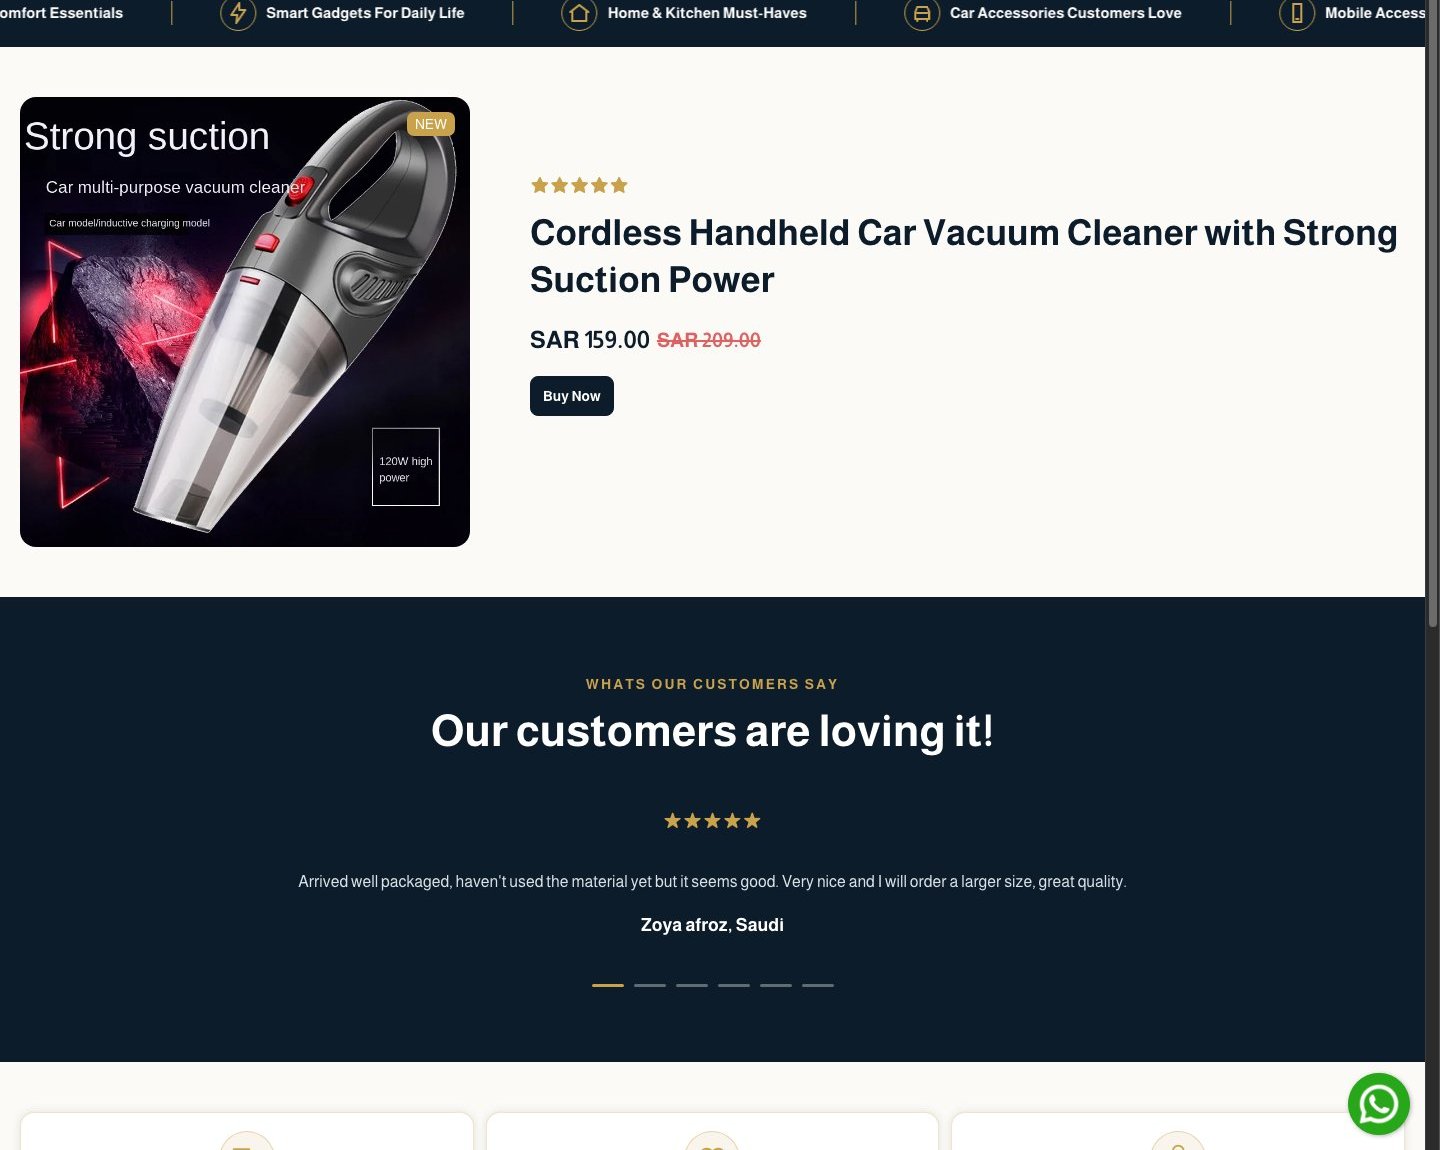 omfort Essentials
Smart Gadgets For Daily Life
Home & Kitchen Must-Haves
Car Accessories Customers Love
Mobile Access
Strong suction
NEW
Car multi-purpose vacuum cleaner
Car model/inductive charging model
120W high
power
Cordless Handheld Car Vacuum Cleaner with Strong
Suction Power
SAR 159.00 SAR 209.00
Buy Now
WHATS OUR CUSTOMERS SAY
Our customers are loving it!
Arrived well packaged, haven't used the material yet but it seems good. Very nice and I will order a larger size, great quality.
Zoya afroz, Saudi